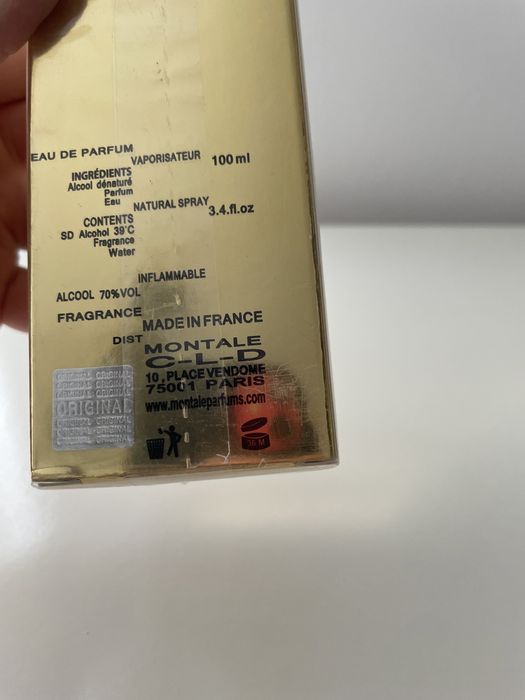 EAU DE PARFUM
VAPORISATEUR 100 ml
INGRÉDIENTS
Alcool dénaturé
Parfum
Eau
NATURAL SPRAY 3.4.fl.oz
CONTENTS
SD Alcohol 39°C
Fragrance
Water
INFLAMMABLE
ALCOOL 70%VOL
FRAGRANCE MADE IN FRANCE
DIST MONTALE
C-L-D
10, PLACE VENDOME
75001 PARIS
www.montaleparfums.com
ORIGINAL
36 M